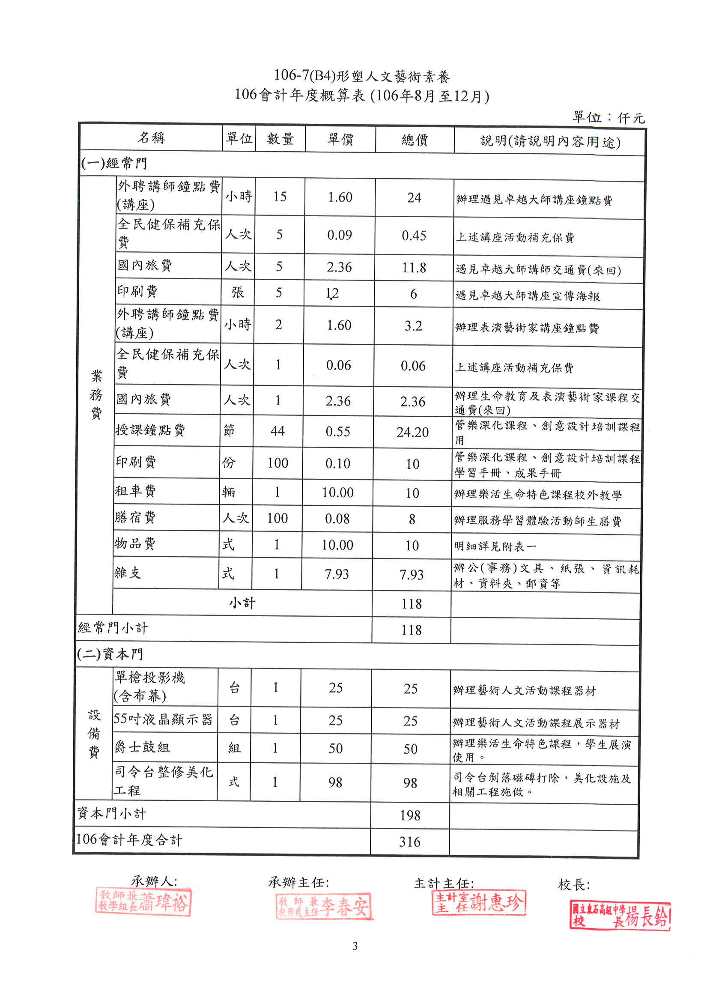 106-7(B4)形塑人文藝術素養
106會計年度概算表 (106年8月至12月)
單位：仟元
名稱 單位 數量 單價 總價 說明(請說明內容用途)
(一)經常門
業務費
外聘講師鐘點費(講座) 小時 15 1.60 24 辦理遇見卓越大師講座鐘點費
全民健保補充保費 人次 5 0.09 0.45 上述講座活動補充保費
國內旅費 人次 5 2.36 11.8 遇見卓越大師講師交通費(來回)
印刷費 張 5 1.2 6 遇見卓越大師講座宣傳海報
外聘講師鐘點費(講座) 小時 2 1.60 3.2 辦理表演藝術家講座鐘點費
全民健保補充保費 人次 1 0.06 0.06 上述講座活動補充保費
國內旅費 人次 1 2.36 2.36 辦理生命教育及表演藝術家課程交通費(來回)
授課鐘點費 節 44 0.55 24.20 管樂深化課程、創意設計培訓課程用
印刷費 份 100 0.10 10 管樂深化課程、創意設計培訓課程學習手冊、成果手冊
租車費 輛 1 10.00 10 辦理樂活生命特色課程校外教學
膳宿費 人次 100 0.08 8 辦理服務學習體驗活動師生膳費
物品費 式 1 10.00 10 明細詳見附表一
雜支 式 1 7.93 7.93 辦公(事務)文具、紙張、資訊耗材、資料夾、郵資等
小計 118
經常門小計 118
(二)資本門
設備費
單槍投影機(含布幕) 台 1 25 25 辦理藝術人文活動課程器材
55吋液晶顯示器 台 1 25 25 辦理藝術人文活動課程展示器材
爵士鼓組 組 1 50 50 辦理樂活生命特色課程，學生展演使用。
司令台整修美化工程 式 1 98 98 司令台剝落磁磚打除，美化設施及相關工程施做。
資本門小計 198
106會計年度合計 316
承辦人: 承辦主任: 主計主任: 校長:
教師兼教學組長蕭瑋裕
教師兼教務處主任李春安
主計室主任謝惠珍
國立東石高級中學校長楊長鈶
3